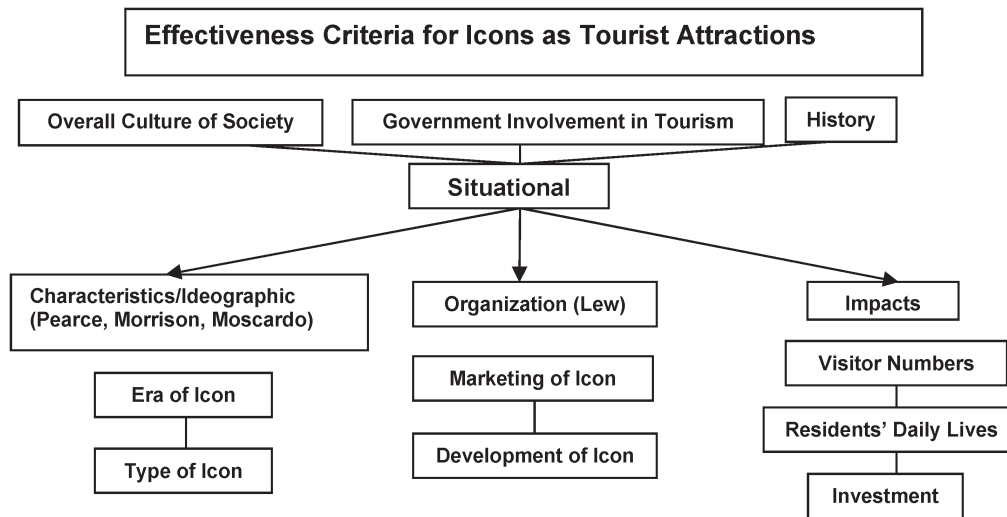 Effectiveness Criteria for Icons as Tourist Attractions
Overall Culture of Society
Government Involvement in Tourism
History
Situational
Characteristics/Ideographic
(Pearce, Morrison, Moscardo)
Organization (Lew)
Impacts
Era of Icon
Type of Icon
Marketing of Icon
Development of Icon
Visitor Numbers
Residents’ Daily Lives
Investment